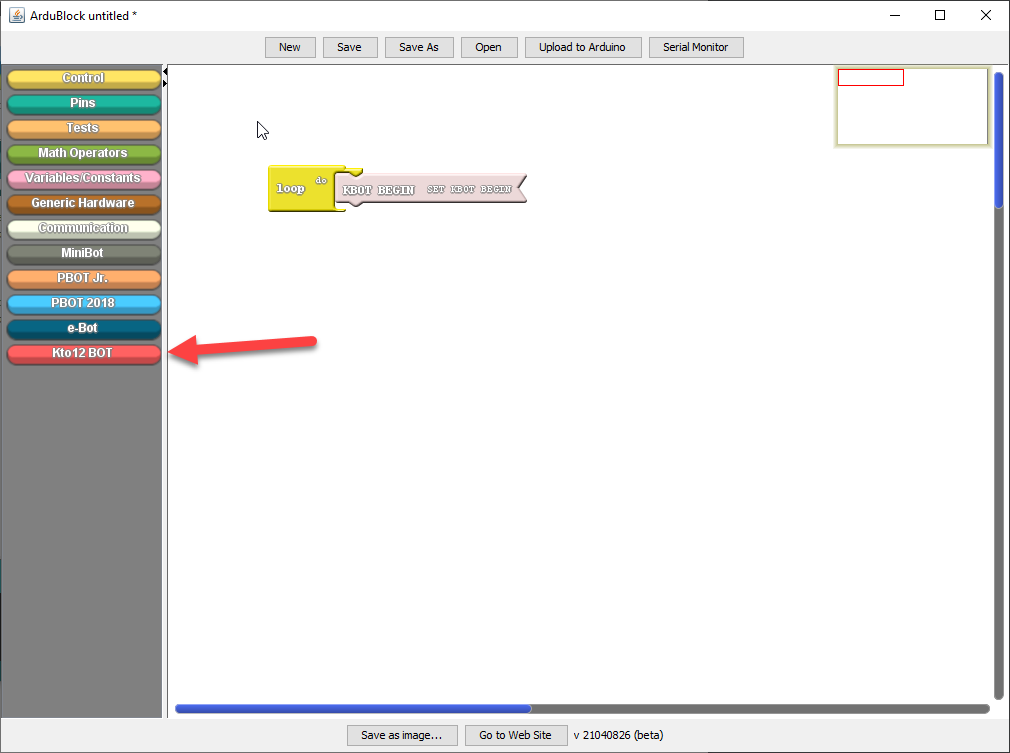 ArduBlock untitled *
New Save Save As Open Upload to Arduino Serial Monitor
Control
Pins
Tests
Math Operators
Variables/Constants
Generic Hardware
Communication
MiniBot
PBOT Jr.
PBOT 2018
e-Bot
Kto12 BOT
loop do KBOT BEGIN SET KBOT BEGIN
Save as image... Go to Web Site v 21040826 (beta)